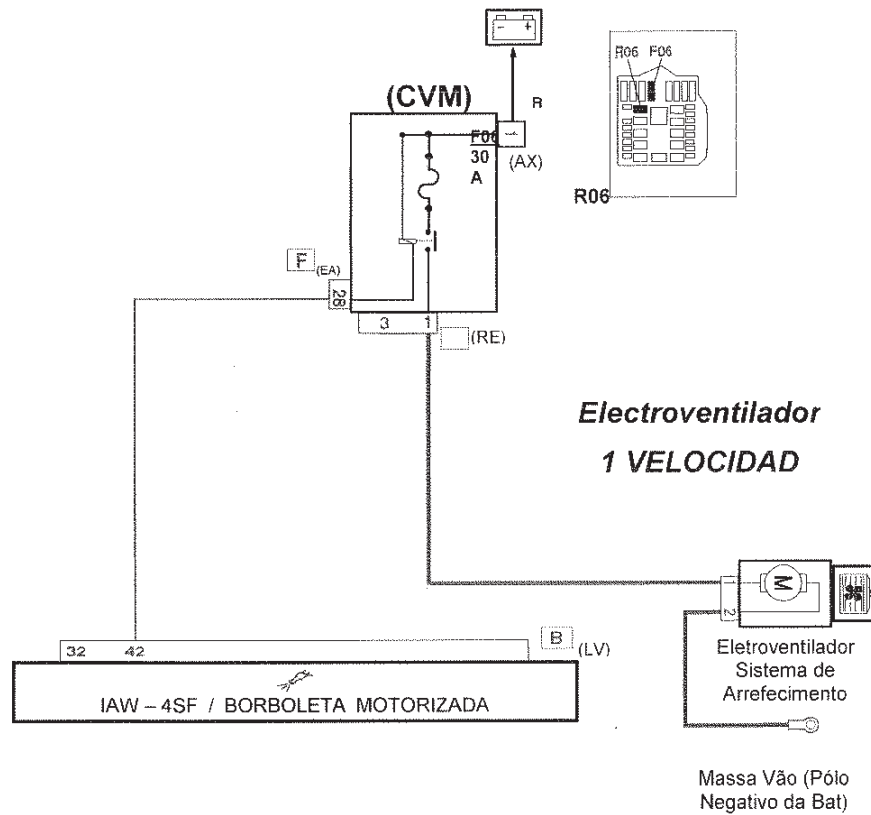 - +
R06 F06
(CVM)
R
1
F06
30
A
(AX)
R06
F
(EA)
28
3 1
(RE)
Electroventilador
1 VELOCIDAD
1
M
2
32 42
B
(LV)
IAW – 4SF / BORBOLETA MOTORIZADA
Eletroventilador
Sistema de
Arrefecimento
Massa Vão (Pólo
Negativo da Bat)